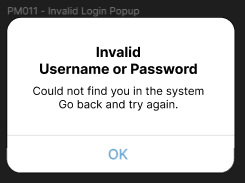 PM011 - Invalid Login Popup
Invalid
Username or Password
Could not find you in the system
Go back and try again.
OK